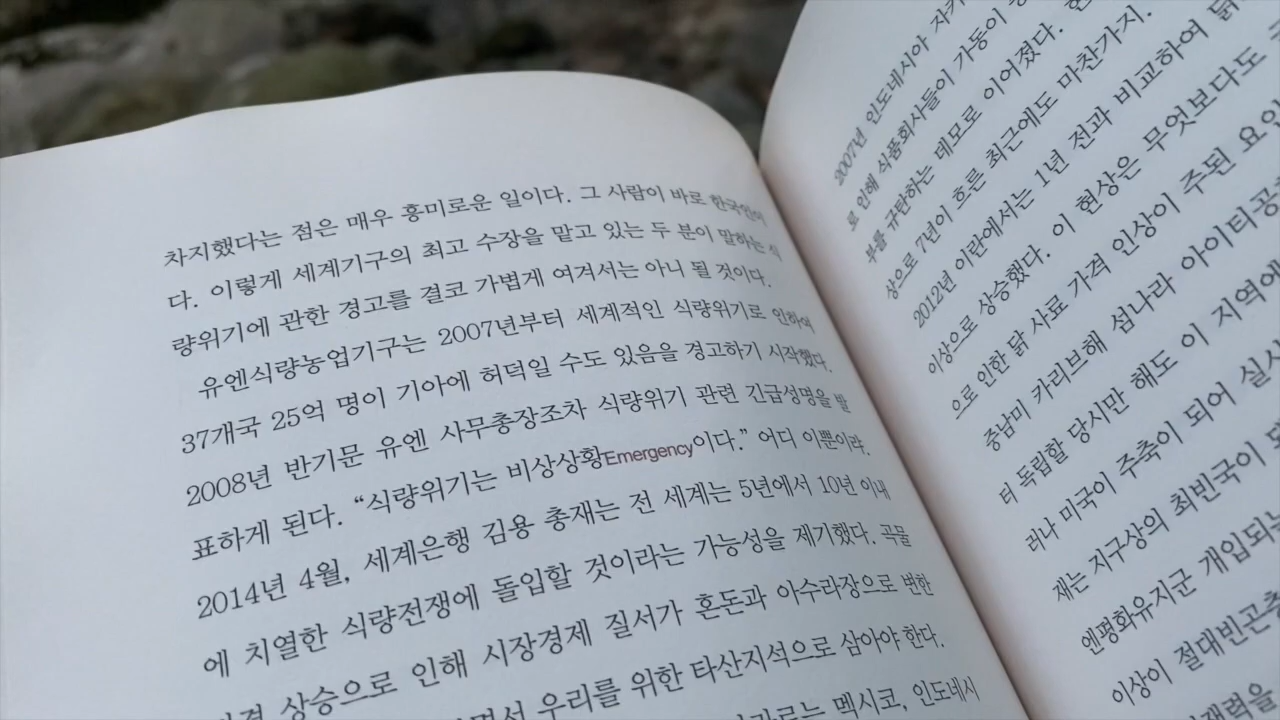 차지했다는 점은 매우 흥미로운 일이다. 그 사람이 바로 한국인이
다. 이렇게 세계기구의 최고 수장을 맡고 있는 두 분이 말하는 식
량위기에 관한 경고를 결코 가볍게 여겨서는 아니 될 것이다.
유엔식량농업기구는 2007년부터 세계적인 식량위기로 인하여
37개국 25억 명이 기아에 허덕일 수도 있음을 경고하기 시작했다.
2008년 반기문 유엔 사무총장조차 식량위기 관련 긴급성명을 발
표하게 된다. “식량위기는 비상상황Emergency이다.” 어디 이뿐이랴.
2014년 4월, 세계은행 김용 총재는 전 세계는 5년에서 10년 이내
에 치열한 식량전쟁에 돌입할 것이라는 가능성을 제기했다. 곡물
상승으로 인해 시장경제 질서가 혼돈과 아수라장으로 변한
우리를 위한 타산지석으로 삼아야 한다.
멕시코, 인도네시
2007년 인도네시아
로 인해 식품회사들이 가동이
부를 규탄하는 데모로 이어졌다.
상으로 7년이 흐른 최근에도 마찬가지.
2012년 이란에서는 1년 전과 비교하여 닭
이상으로 상승했다. 이 현상은 무엇보다도
으로 인한 닭 사료 가격 인상이 주된 요인
중남미 카리브해 섬나라 아이티공
터 독립할 당시만 해도 이 지역에
러나 미국이 주축이 되어 실시
재는 지구상의 최빈국이
엔평화유지군 개입되는
이상이 절대빈곤층